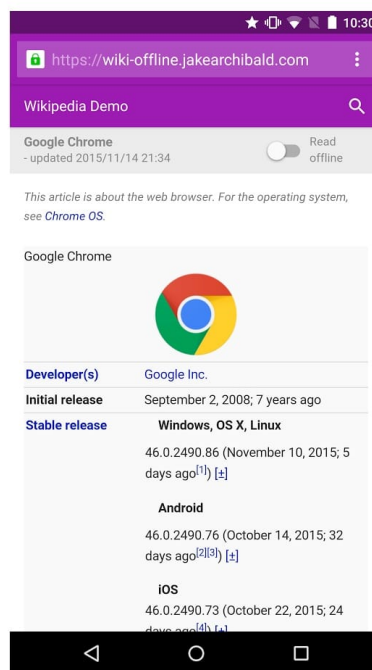 10:30
https://wiki-offline.jakearchibald.com
Wikipedia Demo
Google Chrome
- updated 2015/11/14 21:34
Read
offline
This article is about the web browser. For the operating system,
see Chrome OS.
Google Chrome
Developer(s) Google Inc.
Initial release September 2, 2008; 7 years ago
Stable release Windows, OS X, Linux
46.0.2490.86 (November 10, 2015; 5
days ago[1]) [±]
Android
46.0.2490.76 (October 14, 2015; 32
days ago[2][3]) [±]
iOS
46.0.2490.73 (October 22, 2015; 24
days ago[4]) [±]